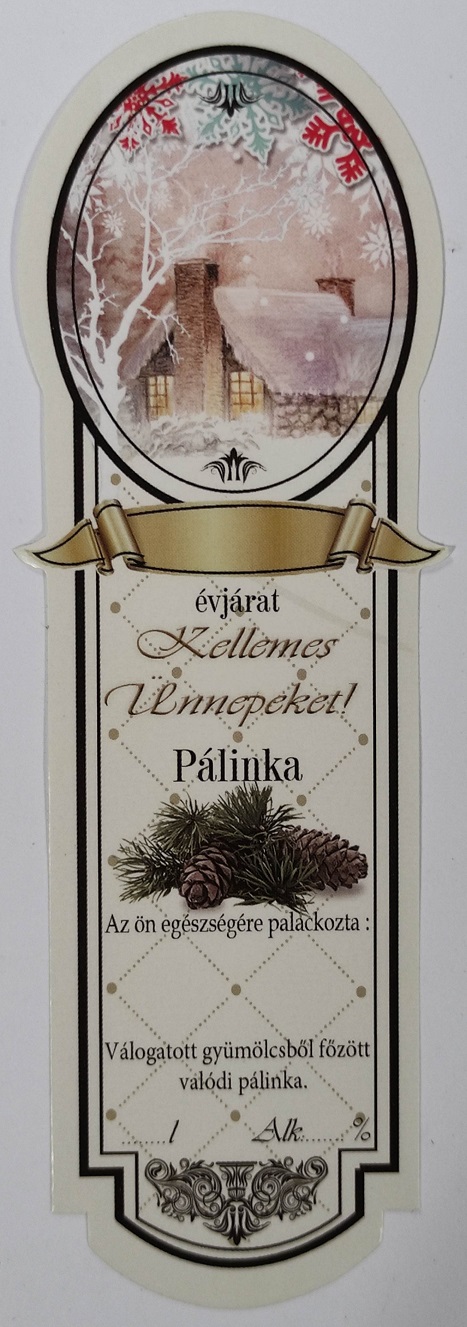 évjárat
Kellemes
Ünnepeket!
Pálinka
Az ön egészségére palackozta :
Válogatott gyümölcsből főzött
valódi pálinka.
........l Alk:.......%